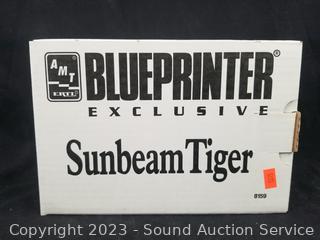 AMT
ERTL
BLUEPRINTER®
EXCLUSIVE
Sunbeam Tiger
8159
Copyright 2023 - Sound Auction Service